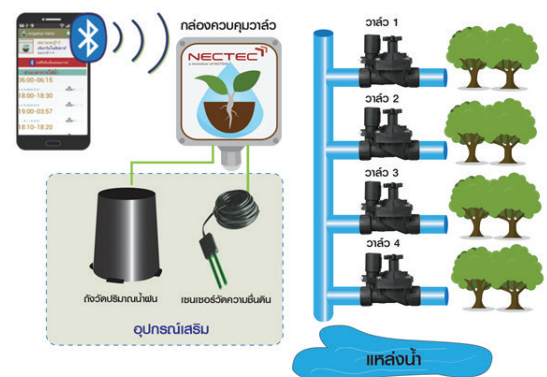 กล่องควบคุมวาล์ว
NECTEC
a member of NSTDA
06:00-06:15
18:00-18:30
19:00-03:57
18:10-18:20
วาล์ว 1
วาล์ว 2
วาล์ว 3
วาล์ว 4
ถังวัดปริมาณน้ำฝน
เซนเซอร์วัดความชื้นดิน
อุปกรณ์เสริม
แหล่งน้ำ